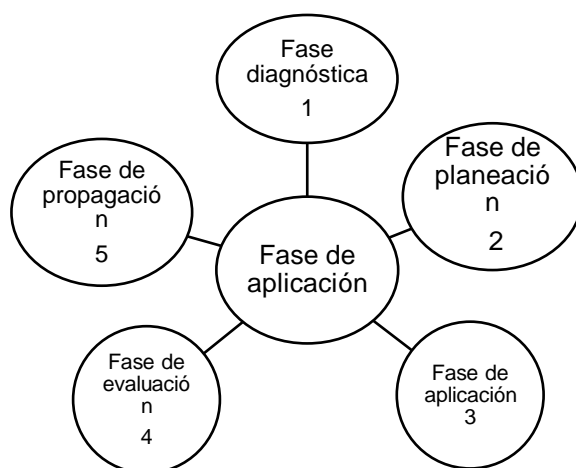 Fase
diagnóstica
1
Fase de
planeació
n
2
Fase de
aplicación
3
Fase de
evaluació
n
4
Fase de
propagació
n
5
Fase de
aplicación